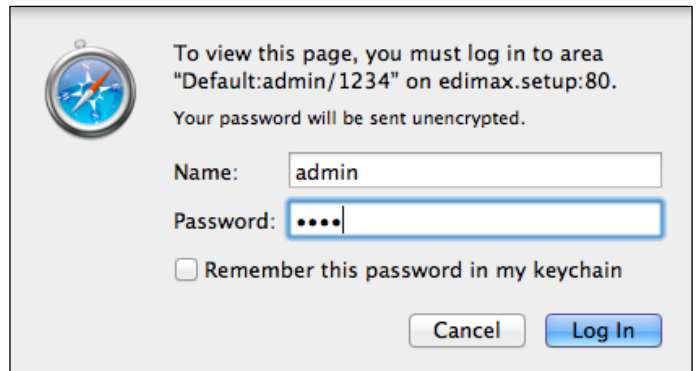 To view this page, you must log in to area
“Default:admin/1234” on edimax.setup:80.
Your password will be sent unencrypted.
Name: admin
Password: ••••
Remember this password in my keychain
Cancel Log In